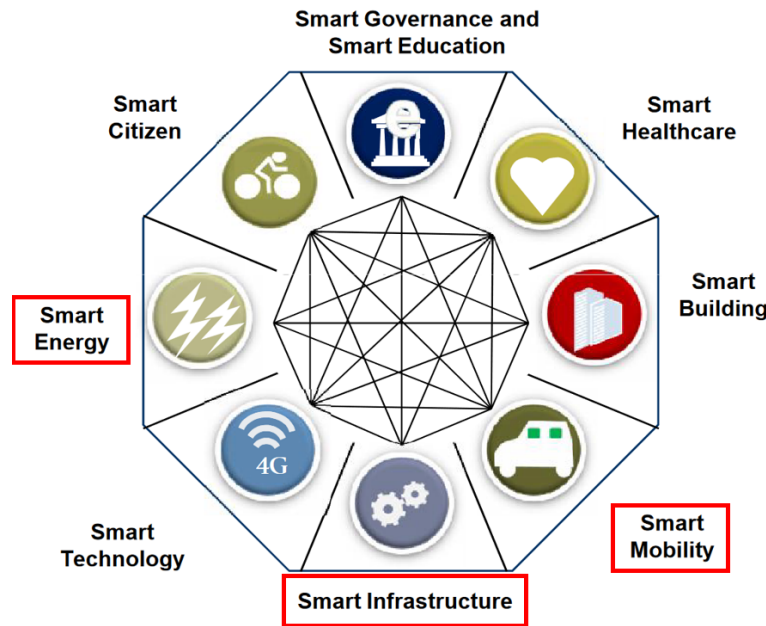 Smart Governance and
Smart Education
Smart
Citizen
Smart
Healthcare
e
Smart
Energy
Smart
Building
4G
Smart
Technology
Smart
Mobility
Smart Infrastructure